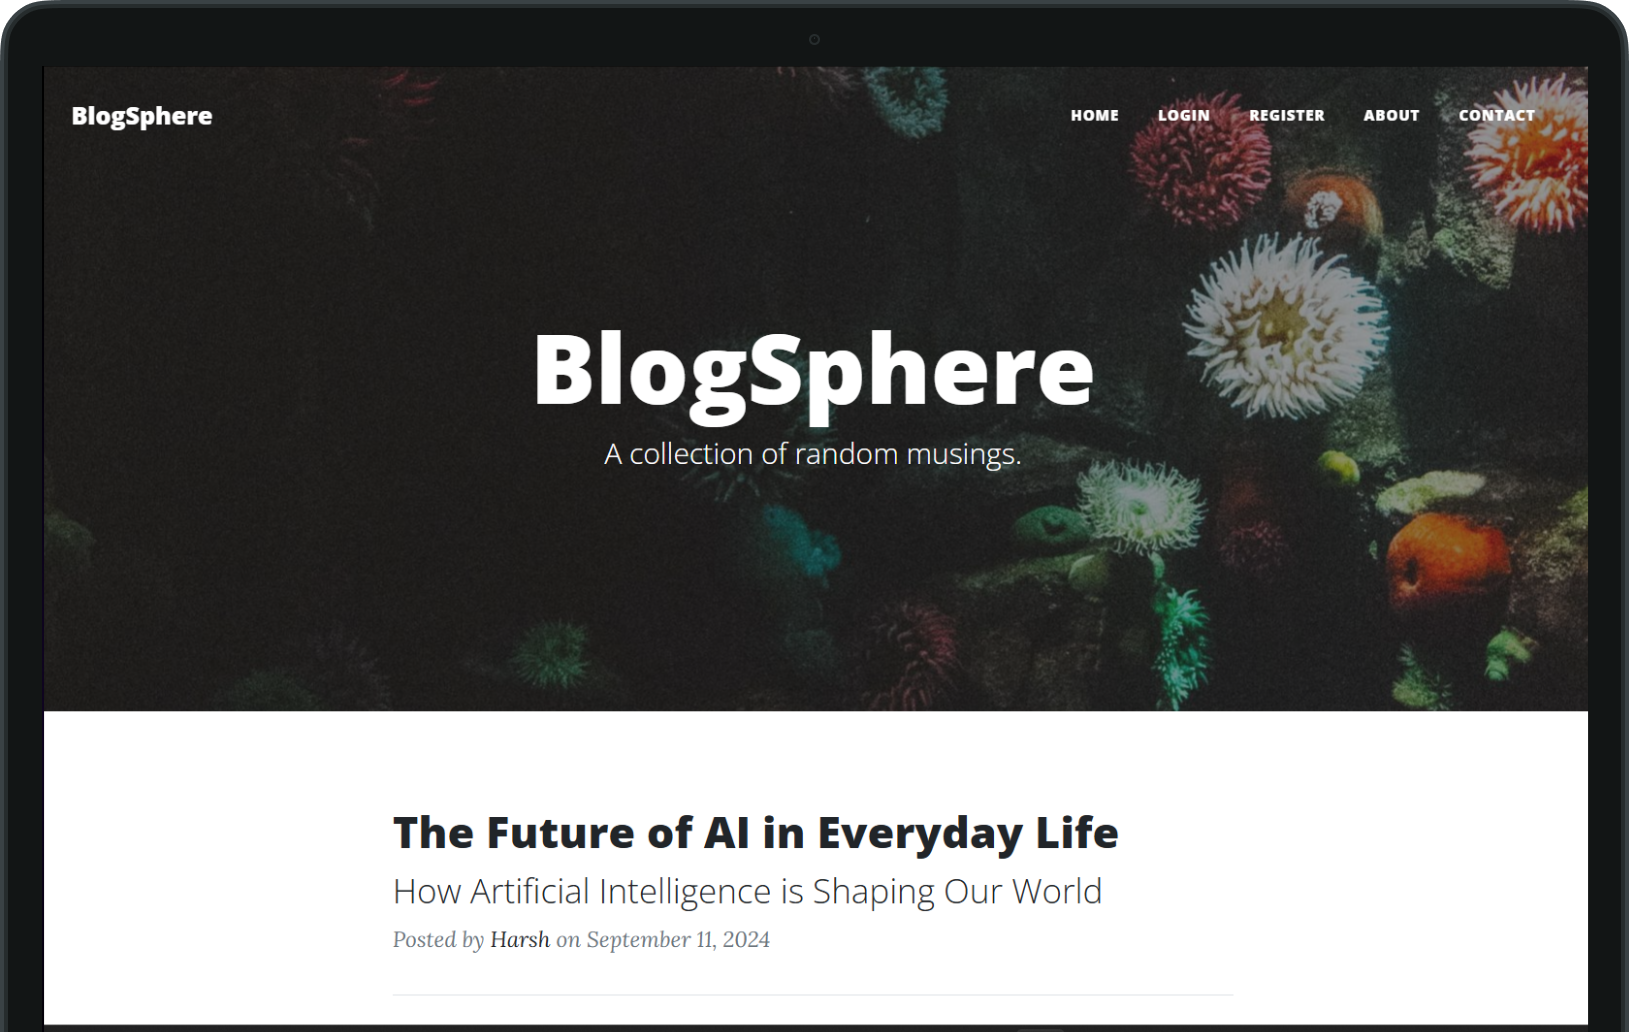 BlogSphere
HOME LOGIN REGISTER ABOUT CONTACT
BlogSphere
A collection of random musings.
The Future of AI in Everyday Life
How Artificial Intelligence is Shaping Our World
Posted by Harsh on September 11, 2024